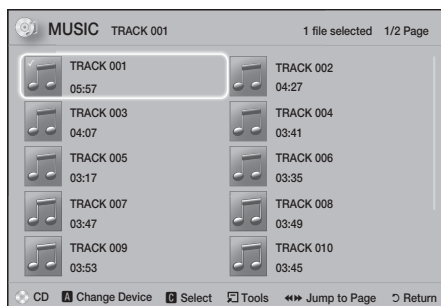 MUSIC TRACK 001 1 file selected 1/2 Page
TRACK 001
05:57
TRACK 002
04:27
TRACK 003
04:07
TRACK 004
03:41
TRACK 005
03:17
TRACK 006
03:35
TRACK 007
03:47
TRACK 008
03:49
TRACK 009
03:53
TRACK 010
03:45
CD A Change Device C Select Tools Jump to Page Return